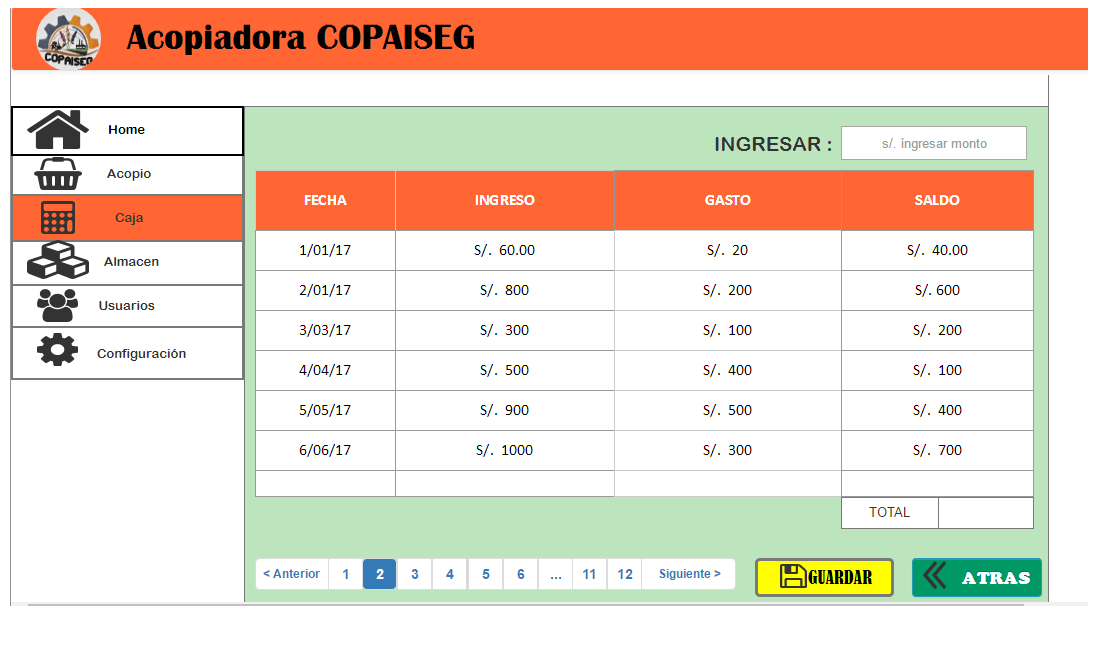 COPAISEG
Acopiadora COPAISEG
Home
Acopio
Caja
Almacen
Usuarios
Configuración
INGRESAR : s/. ingresar monto
FECHA INGRESO GASTO SALDO
1/01/17 S/. 60.00 S/. 20 S/. 40.00
2/01/17 S/. 800 S/. 200 S/. 600
3/03/17 S/. 300 S/. 100 S/. 200
4/04/17 S/. 500 S/. 400 S/. 100
5/05/17 S/. 900 S/. 500 S/. 400
6/06/17 S/. 1000 S/. 300 S/. 700
TOTAL
< Anterior 1 2 3 4 5 6 ... 11 12 Siguiente >
GUARDAR
ATRAS